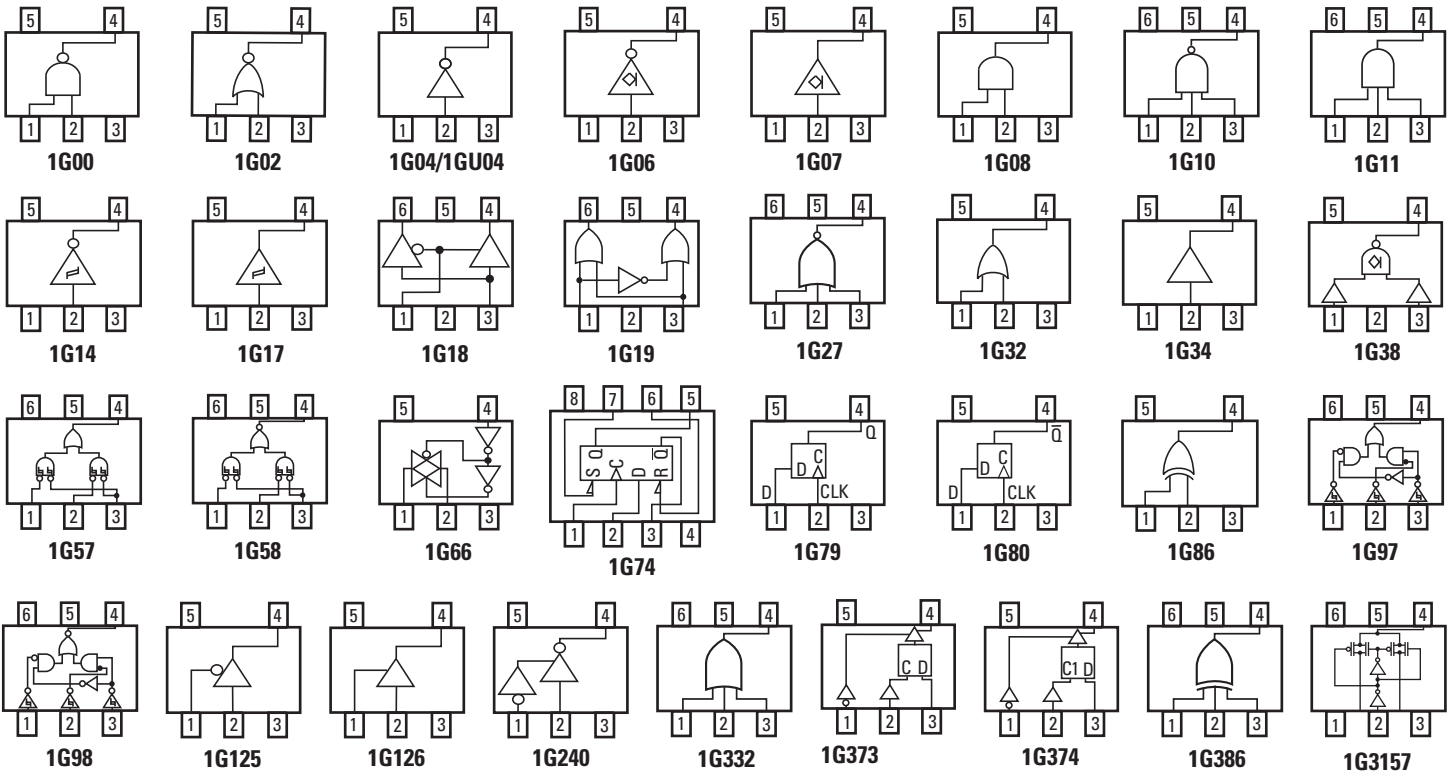 5 4 5 4 5 4 5 4 5 4 5 4 6 5 4 6 5 4
1 2 3 1 2 3 1 2 3 1 2 3 1 2 3 1 2 3 1 2 3 1 2 3
1G00 1G02 1G04/1GU04 1G06 1G07 1G08 1G10 1G11
5 4 5 4 6 5 4 6 5 4 6 5 4 5 4 5 4 5 4
1 2 3 1 2 3 1 2 3 1 2 3 1 2 3 1 2 3 1 2 3 1 2 3
1G14 1G17 1G18 1G19 1G27 1G32 1G34 1G38
6 5 4 6 5 4 5 4 8 7 6 5 5 4 5 4 5 4 6 5 4
Q Q̅
S Q C D R Q̅ D C D C
D CLK D CLK
1 2 3 1 2 3 1 2 3 1 2 3 4 1 2 3 1 2 3 1 2 3 1 2 3
1G57 1G58 1G66 1G74 1G79 1G80 1G86 1G97
6 5 4 5 4 5 4 5 4 6 5 4 5 4 5 4 6 5 4 6 5 4
C D C1 D
1 2 3 1 2 3 1 2 3 1 2 3 1 2 3 1 2 3 1 2 3 1 2 3 1 2 3
1G98 1G125 1G126 1G240 1G332 1G373 1G374 1G386 1G3157